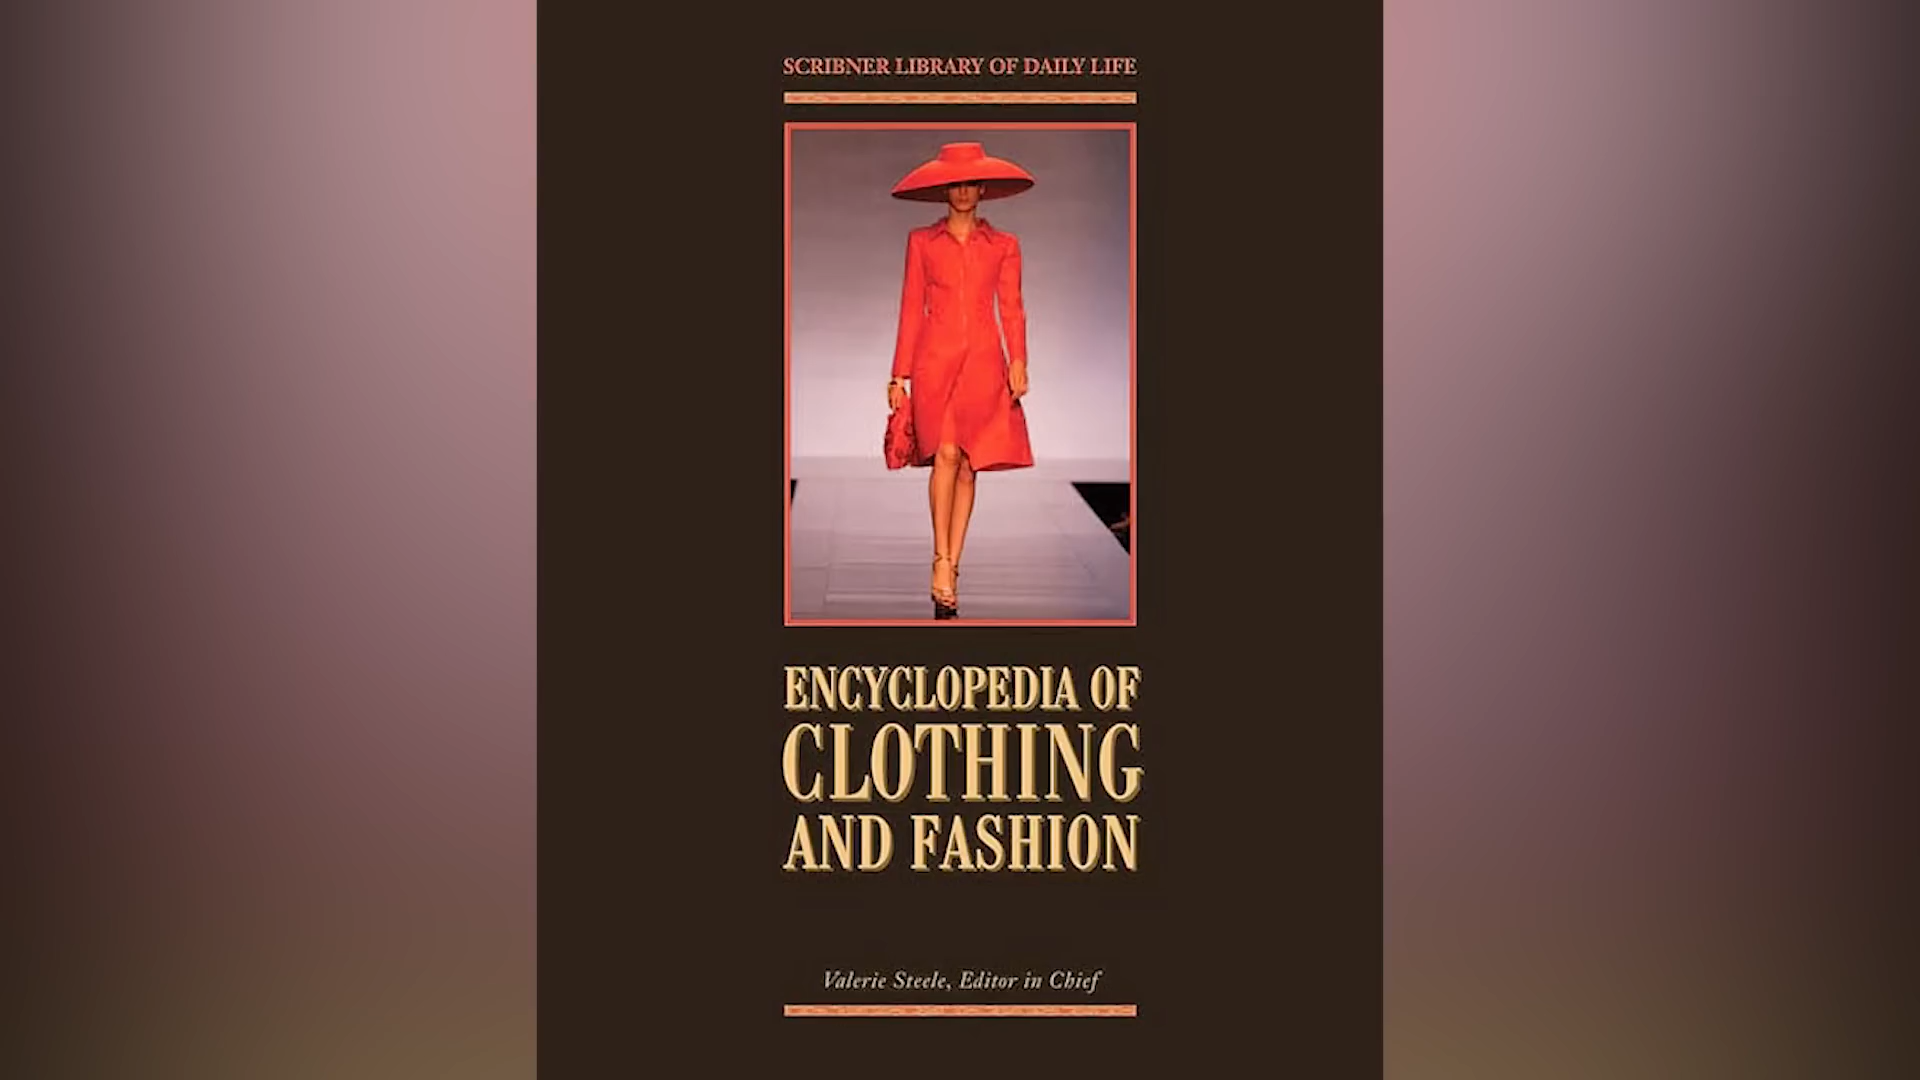 SCRIBNER LIBRARY OF DAILY LIFE
ENCYCLOPEDIA OF
CLOTHING
AND FASHION
Valerie Steele, Editor in Chief